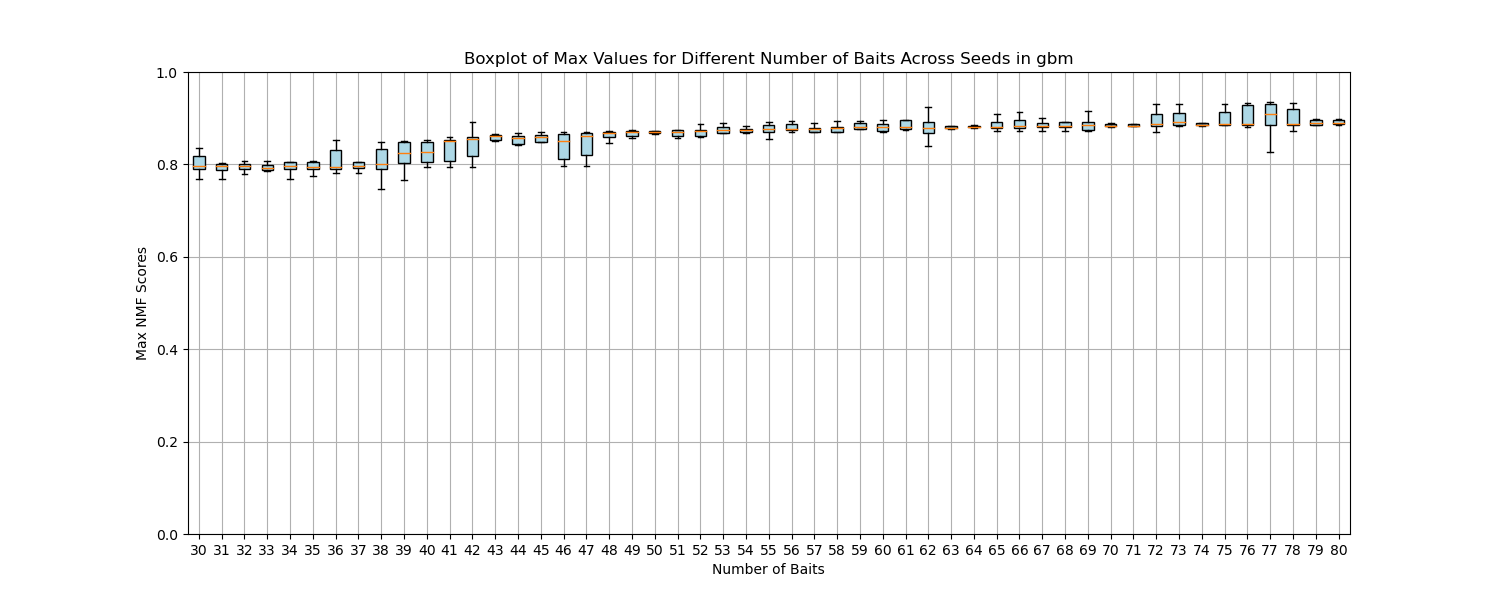 Boxplot of Max Values for Different Number of Baits Across Seeds in gbm
Max NMF Scores
1.0
0.8
0.6
0.4
0.2
0.0
30 31 32 33 34 35 36 37 38 39 40 41 42 43 44 45 46 47 48 49 50 51 52 53 54 55 56 57 58 59 60 61 62 63 64 65 66 67 68 69 70 71 72 73 74 75 76 77 78 79 80
Number of Baits